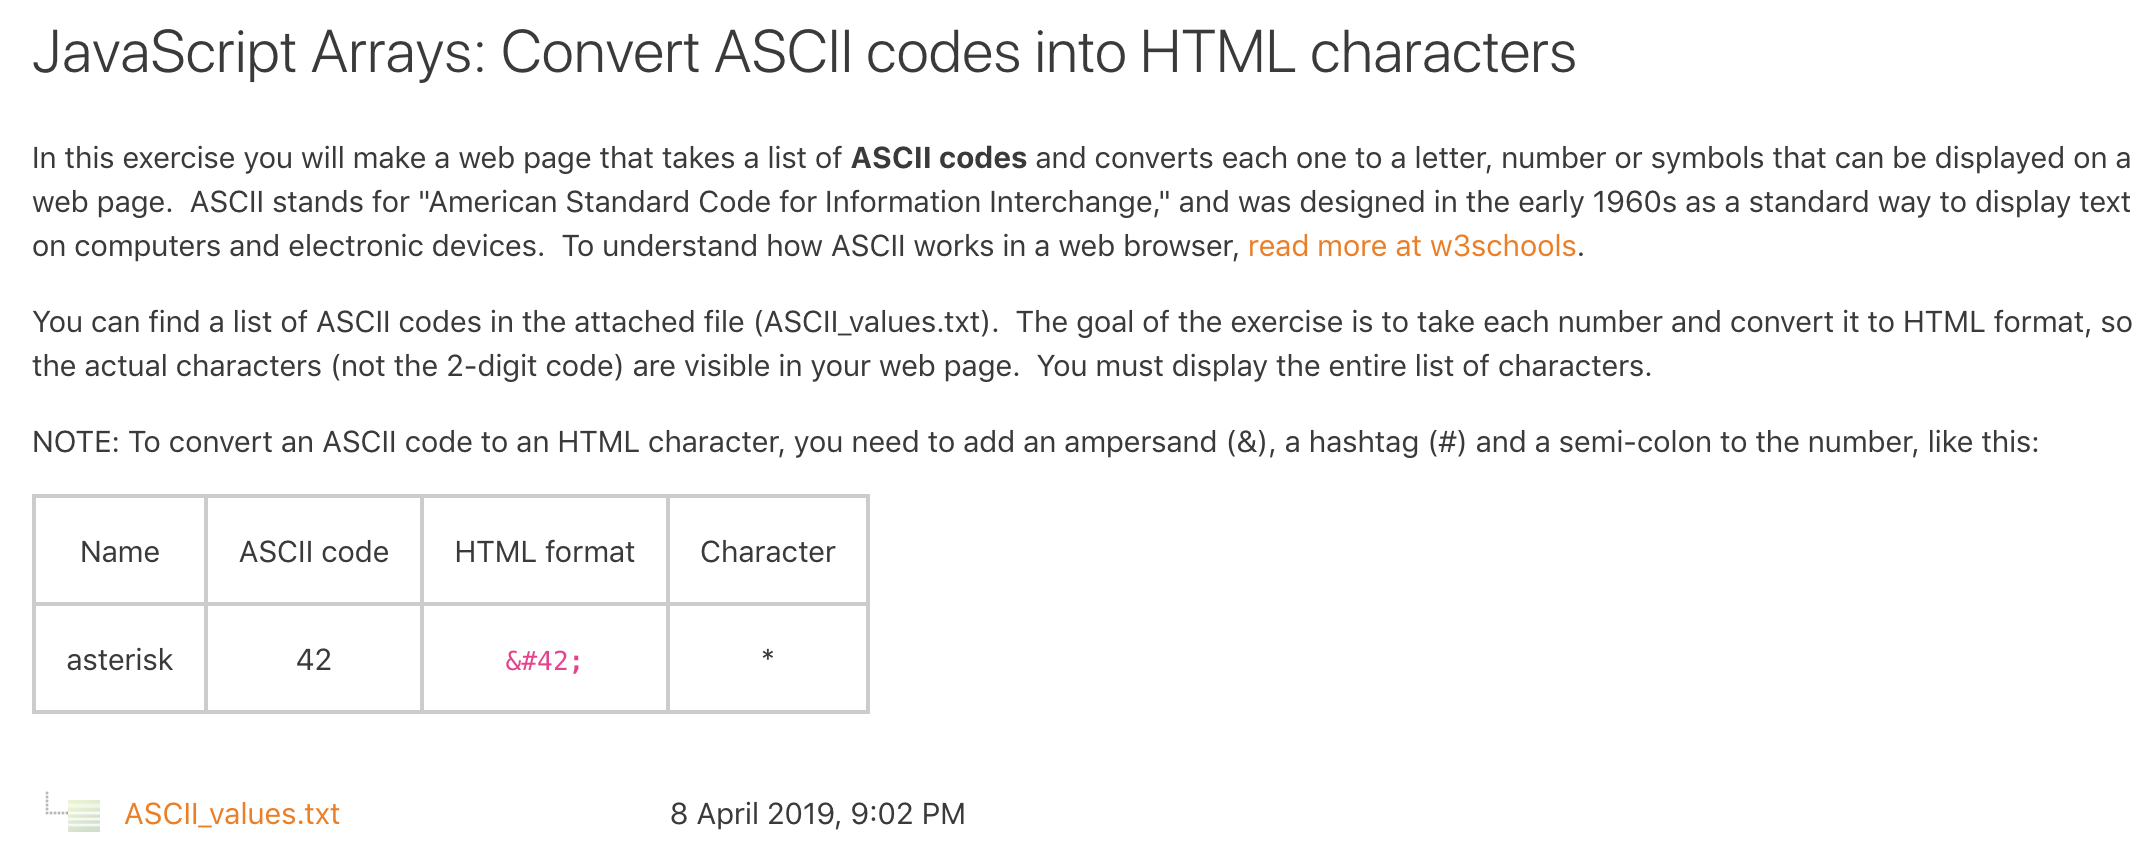 JavaScript Arrays: Convert ASCII codes into HTML characters
In this exercise you will make a web page that takes a list of ASCII codes and converts each one to a letter, number or symbols that can be displayed on a
web page.  ASCII stands for "American Standard Code for Information Interchange," and was designed in the early 1960s as a standard way to display text
on computers and electronic devices.  To understand how ASCII works in a web browser, read more at w3schools.
You can find a list of ASCII codes in the attached file (ASCII_values.txt).  The goal of the exercise is to take each number and convert it to HTML format, so
the actual characters (not the 2-digit code) are visible in your web page.  You must display the entire list of characters.
NOTE: To convert an ASCII code to an HTML character, you need to add an ampersand (&), a hashtag (#) and a semi-colon to the number, like this:
Name ASCII code HTML format Character
asterisk 42 &#42; *
ASCII_values.txt 8 April 2019, 9:02 PM